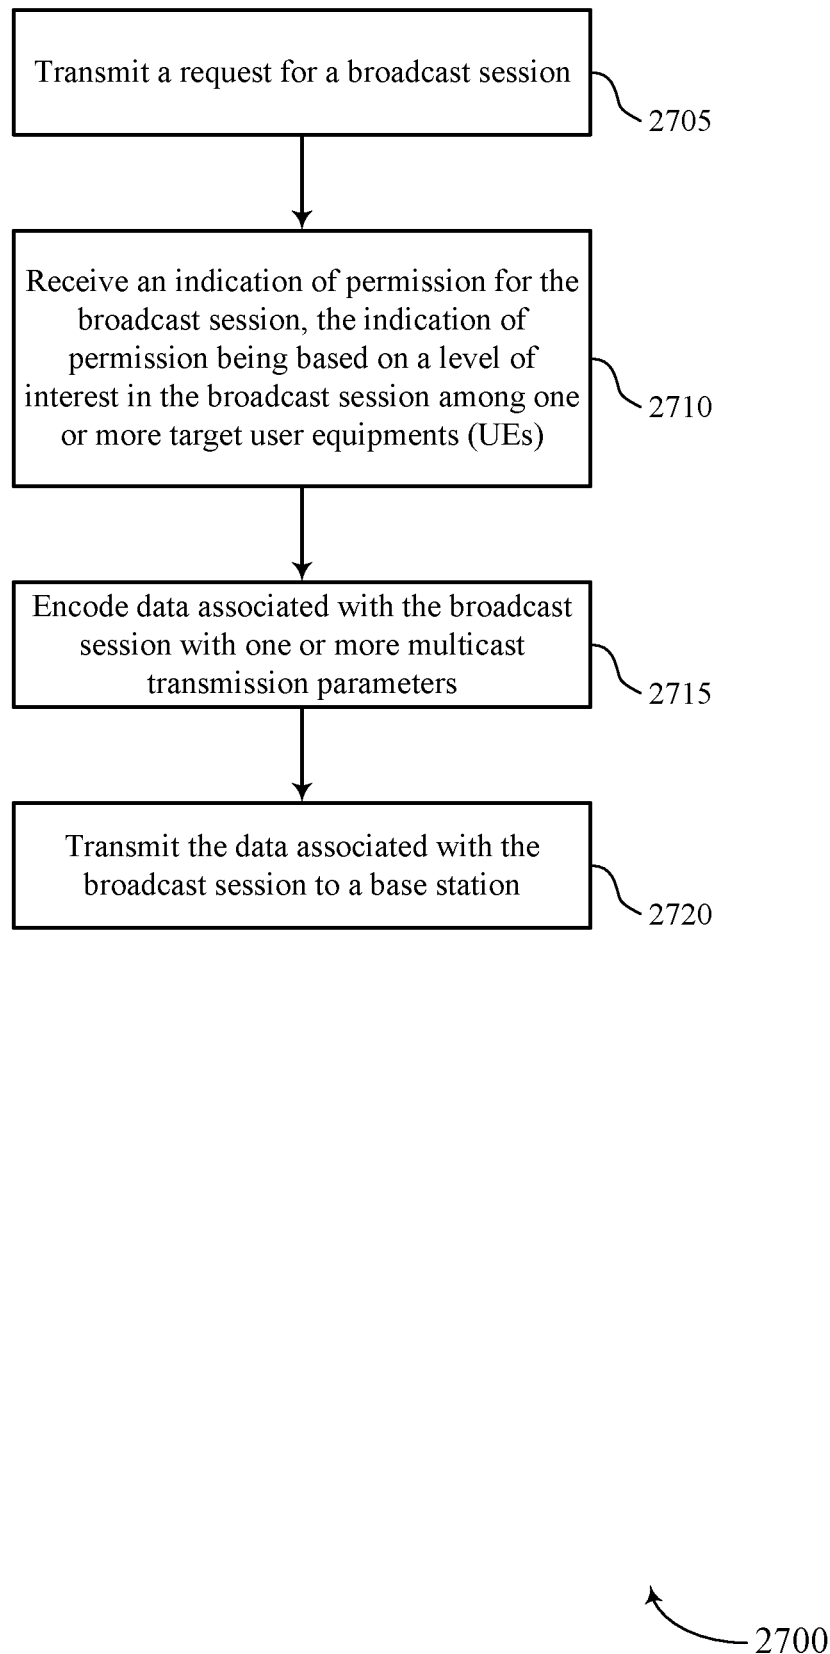 Transmit a request for a broadcast session
2705
Receive an indication of permission for the
broadcast session, the indication of
permission being based on a level of
interest in the broadcast session among one
or more target user equipments (UEs)
2710
Encode data associated with the broadcast
session with one or more multicast
transmission parameters
2715
Transmit the data associated with the
broadcast session to a base station
2720
2700